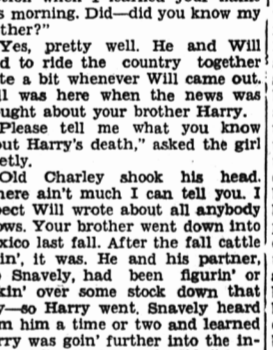 s morning. Did—did you know my
ther?"
Yes, pretty well. He and Will
d to ride the country together
te a bit whenever Will came out.
ll was here when the news was
ught about your brother Harry.
Please tell me what you know
out Harry's death," asked the girl
etly.
Old Charley shook his head.
here ain't much I can tell you. I
pect Will wrote about all anybody
ows. Your brother went down into
xico last fall. After the fall cattle
in', it was. He and his partner,
Snavely, had been figurin' or
kin' over some stock down that
y—so Harry went. Snavely heard
m him a time or two and learned
rry was goin' further into the in-